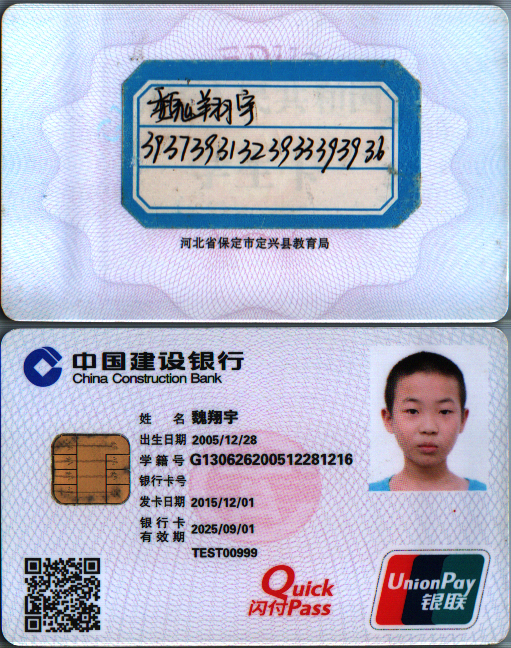 魏翔宇
3937393132393339393b
河北省保定市定兴县教育局
中国建设银行
China Construction Bank
姓 名 魏翔宇
出生日期 2005/12/28
学籍号 G130626200512281216
银行卡号
发卡日期 2015/12/01
银行卡有效期 2025/09/01
TEST00999
Quick
闪付Pass
UnionPay
银联